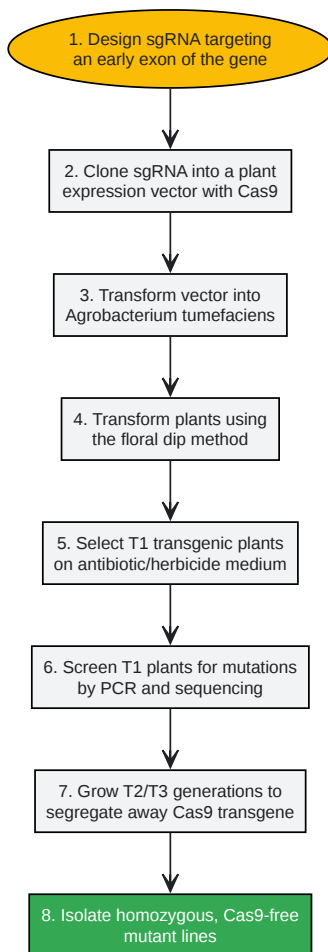 1. Design sgRNA targeting
an early exon of the gene
2. Clone sgRNA into a plant
expression vector with Cas9
3. Transform vector into
Agrobacterium tumefaciens
4. Transform plants using
the floral dip method
5. Select T1 transgenic plants
on antibiotic/herbicide medium
6. Screen T1 plants for mutations
by PCR and sequencing
7. Grow T2/T3 generations to
segregate away Cas9 transgene
8. Isolate homozygous, Cas9-free
mutant lines